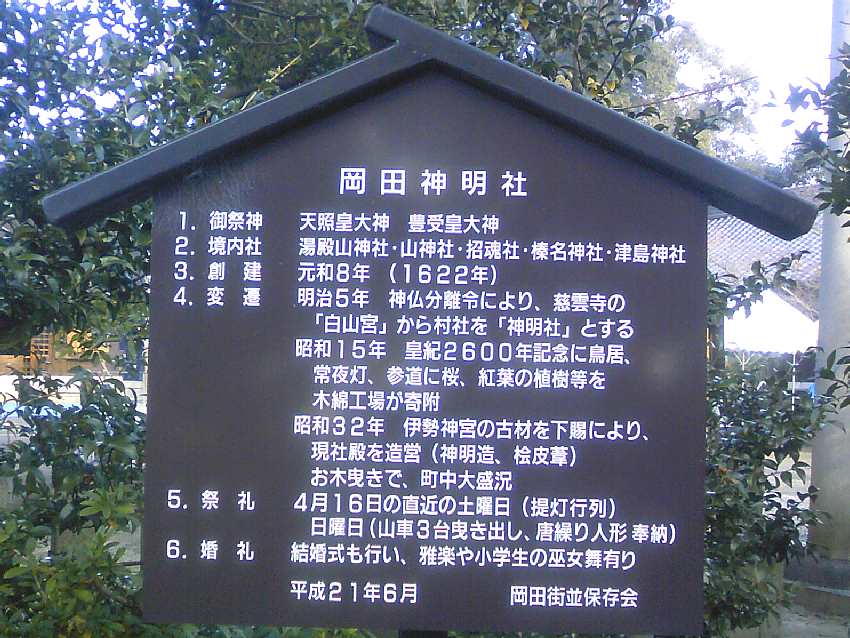 岡田神明社
1. 御祭神 天照皇大神 豊受皇大神
2. 境内社 湯殿山神社・山神社・招魂社・榛名神社・津島神社
3. 創建 元和8年 (1622年)
4. 変遷 明治5年 神仏分離令により、慈雲寺の
「白山宮」から村社を「神明社」とする
昭和15年 皇紀2600年記念に鳥居、
常夜灯、参道に桜、紅葉の植樹等を
木綿工場が寄附
昭和32年 伊勢神宮の古材を下賜により、
現社殿を造営(神明造、桧皮葺)
お木曳きで、町中大盛況
5. 祭礼 4月16日の直近の土曜日(提灯行列)
日曜日(山車3台曳き出し、唐繰り人形 奉納)
6. 婚礼 結婚式も行い、雅楽や小学生の巫女舞有り
平成21年6月 岡田街並保存会